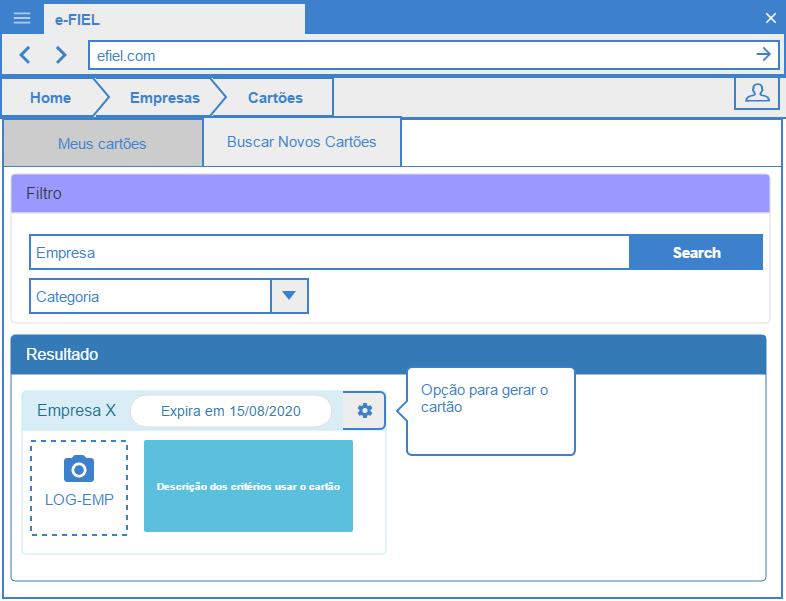 e-FIEL
efiel.com
Home
Empresas
Cartões
Meus cartões
Buscar Novos Cartões
Filtro
Empresa
Search
Categoria
Resultado
Empresa X
Expira em 15/08/2020
Opção para gerar o
cartão
LOG-EMP
Descrição dos critérios usar o cartão